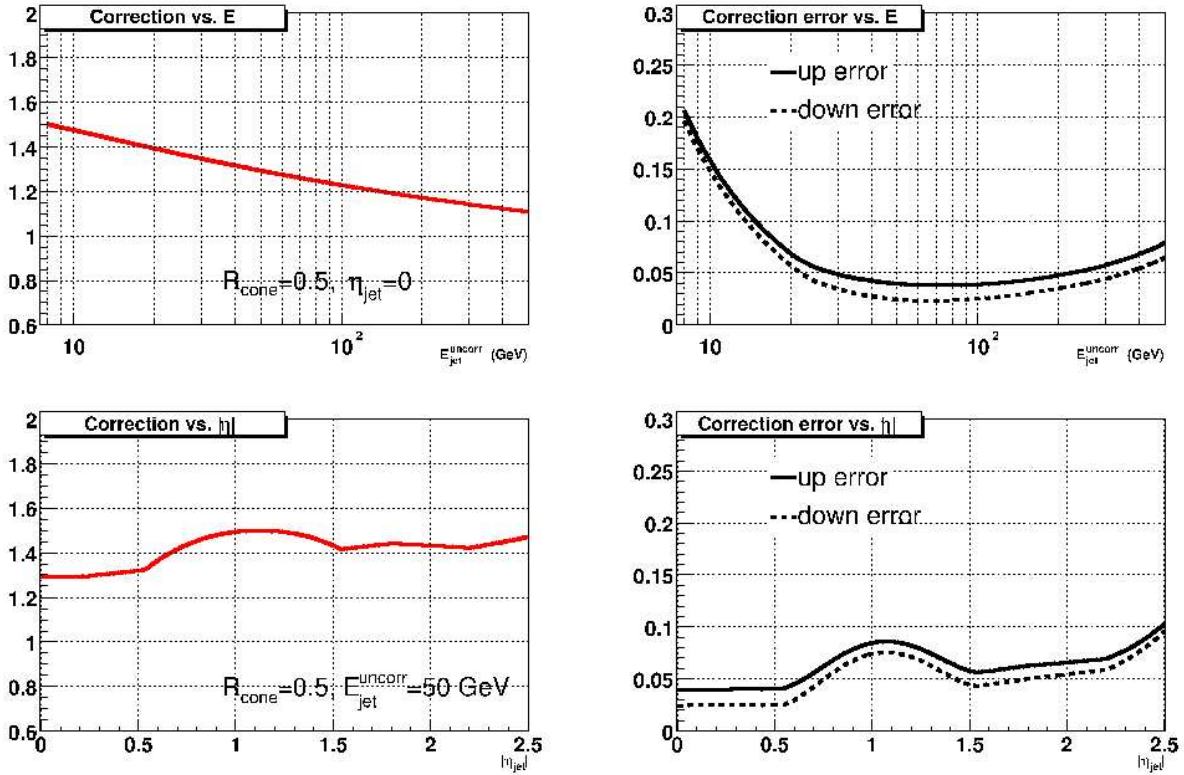 Correction vs. E
2
1.8
1.6
1.4
1.2
1
0.8
0.6
R_cone=0.5, η_jet=0
10
10²
E_jet^uncorr (GeV)
Correction error vs. E
0.3
0.25
0.2
0.15
0.1
0.05
0
up error
down error
10
10²
E_jet^uncorr (GeV)
Correction vs. |η|
2
1.8
1.6
1.4
1.2
1
0.8
0.6
R_cone=0.5, E_jet^uncorr=50 GeV
0 0.5 1 1.5 2 2.5
|η_jet|
Correction error vs. |η|
0.3
0.25
0.2
0.15
0.1
0.05
0
up error
down error
0 0.5 1 1.5 2 2.5
|η_jet|